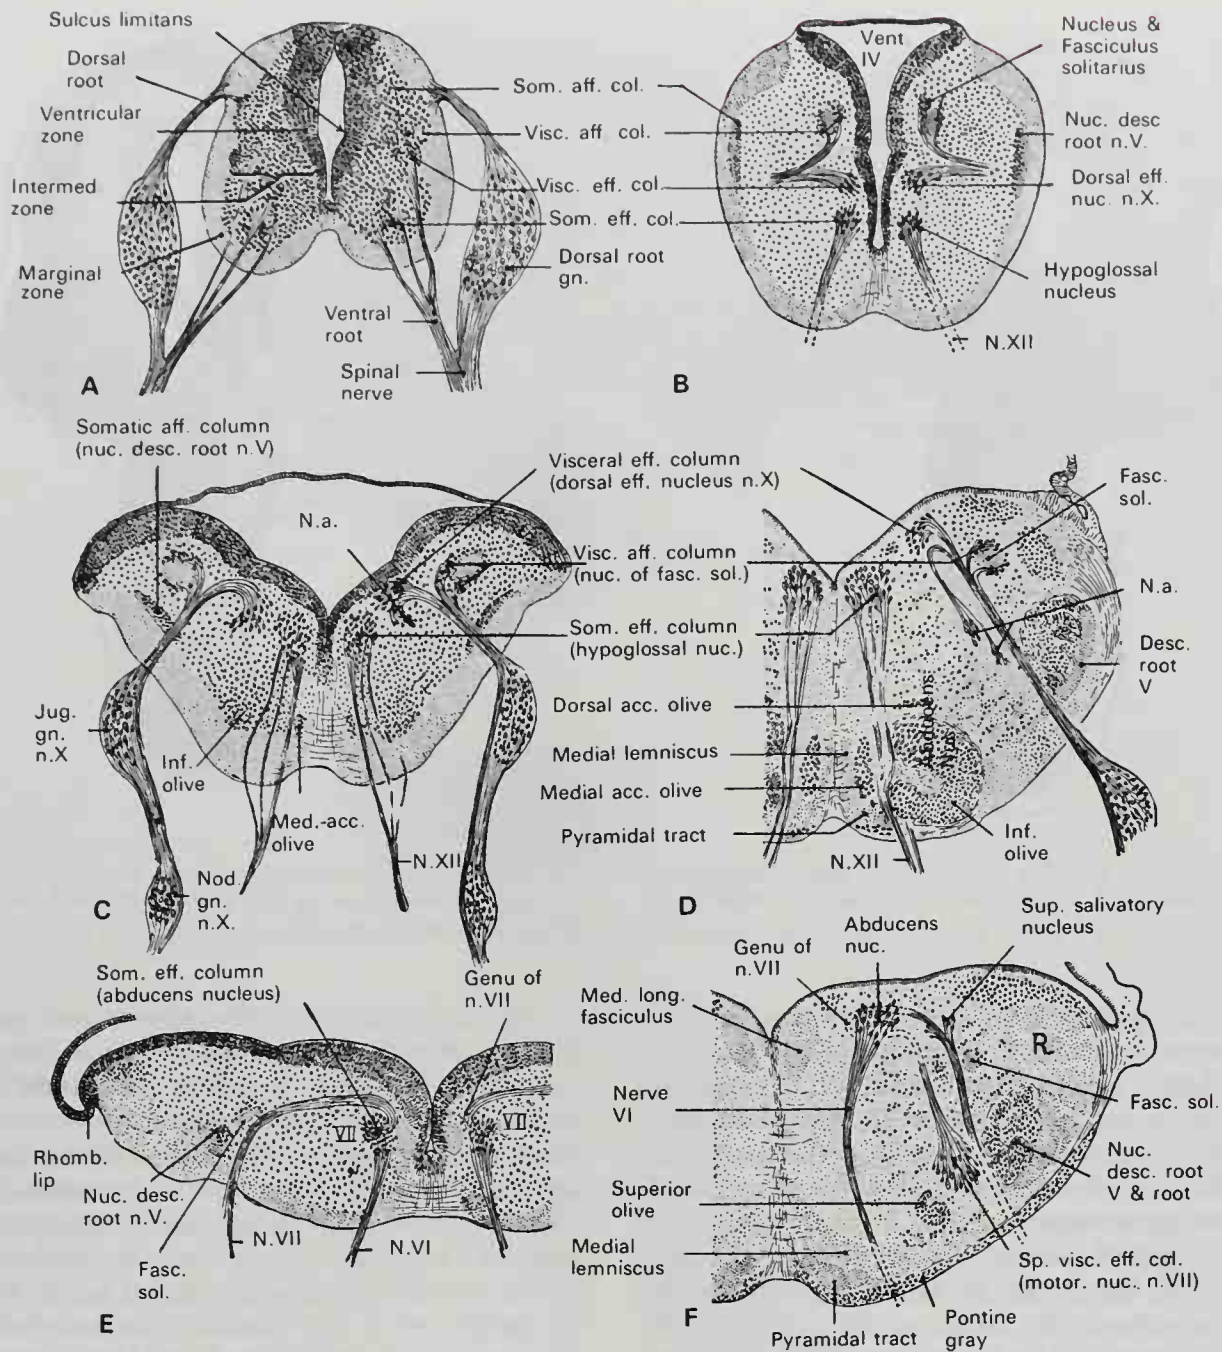 Sulcus limitans
Dorsal
root
Ventricular
zone
Intermed
zone
Marginal
zone
A
Som. aff. col.
Visc. aff col.
Visc. eff. col.
Som. eff. col.
Dorsal root
gn.
Ventral
root
Spinal
nerve
Vent
IV
Nucleus &
Fasciculus
solitarius
Nuc. desc
root n.V.
Dorsal eff.
nuc. n.X.
Hypoglossal
nucleus
N.XII
B
Somatic aff. column
(nuc. desc. root n.V)
N.a.
Visceral eff. column
(dorsal eff. nucleus n.X)
Visc. aff. column
(nuc. of fasc. sol.)
Som. eff. column
(hypoglossal nuc.)
Jug.
gn.
n.X
Inf.
olive
Med.-acc.
olive
N.XII
Nod.
gn.
n.X.
C
Fasc.
sol.
N.a.
Desc.
root
V
Dorsal acc. olive
Medial lemniscus
Medial acc. olive
Pyramidal tract
N.XII
Inf.
olive
D
Som. eff. column
(abducens nucleus)
Genu of
n.VII
VII
VII
Rhomb.
lip
Nuc. desc.
root n.V.
Fasc.
sol.
N.VII
N.VI
E
Genu of
n.VII
Abducens
nuc.
Sup. salivatory
nucleus
Med. long.
fasciculus
R
Nerve
VI
Fasc. sol.
Superior
olive
Nuc.
desc. root
V & root
Medial
lemniscus
Sp. visc. eff. col.
(motor. nuc. n.VII)
F
Pyramidal tract
Pontine
gray